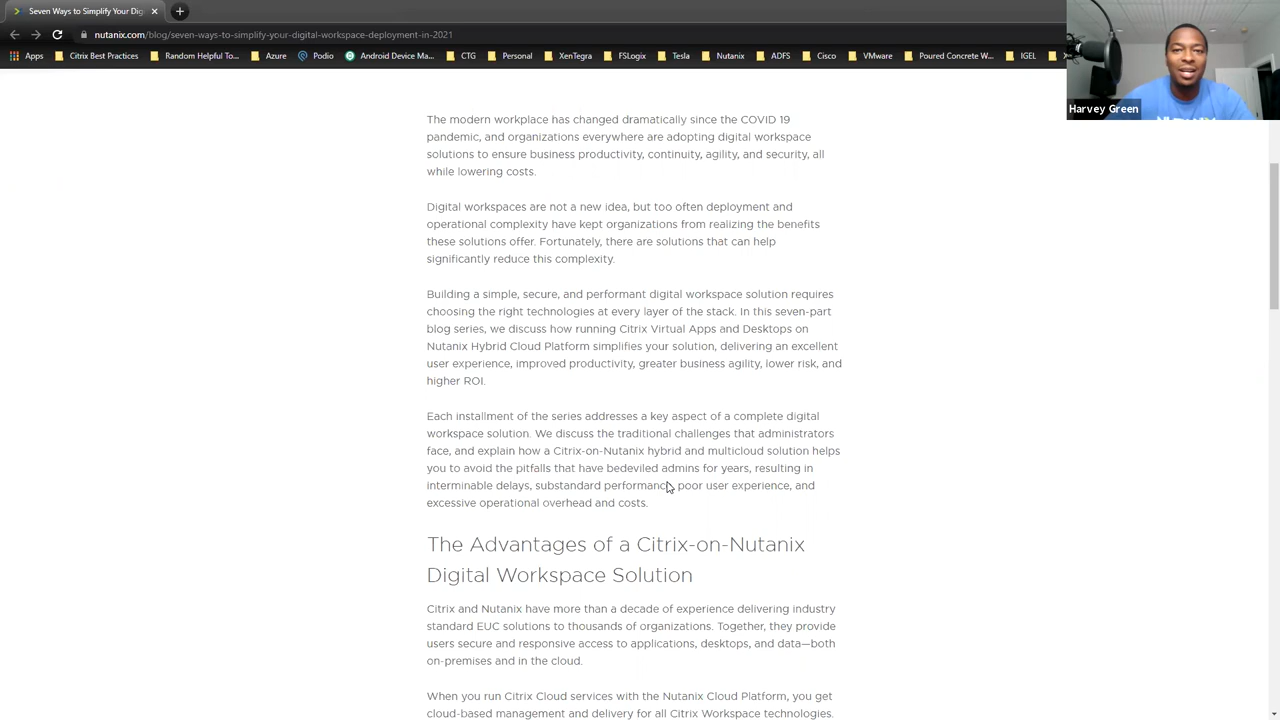 Seven Ways to Simplify Your Dig
nutanix.com/blog/seven-ways-to-simplify-your-digital-workspace-deployment-in-2021
Apps Citrix Best Practices Random Helpful To... Azure Podio Android Device Ma... CTG Personal XenTegra FSLogix Tesla Nutanix ADFS Cisco VMware Poured Concrete W... IGEL
Harvey Green
NUTANIX
The modern workplace has changed dramatically since the COVID 19
pandemic, and organizations everywhere are adopting digital workspace
solutions to ensure business productivity, continuity, agility, and security, all
while lowering costs.
Digital workspaces are not a new idea, but too often deployment and
operational complexity have kept organizations from realizing the benefits
these solutions offer. Fortunately, there are solutions that can help
significantly reduce this complexity.
Building a simple, secure, and performant digital workspace solution requires
choosing the right technologies at every layer of the stack. In this seven-part
blog series, we discuss how running Citrix Virtual Apps and Desktops on
Nutanix Hybrid Cloud Platform simplifies your solution, delivering an excellent
user experience, improved productivity, greater business agility, lower risk, and
higher ROI.
Each installment of the series addresses a key aspect of a complete digital
workspace solution. We discuss the traditional challenges that administrators
face, and explain how a Citrix-on-Nutanix hybrid and multicloud solution helps
you to avoid the pitfalls that have bedeviled admins for years, resulting in
interminable delays, substandard performance, poor user experience, and
excessive operational overhead and costs.
The Advantages of a Citrix-on-Nutanix
Digital Workspace Solution
Citrix and Nutanix have more than a decade of experience delivering industry
standard EUC solutions to thousands of organizations. Together, they provide
users secure and responsive access to applications, desktops, and data—both
on-premises and in the cloud.
When you run Citrix Cloud services with the Nutanix Cloud Platform, you get
cloud-based management and delivery for all Citrix Workspace technologies.